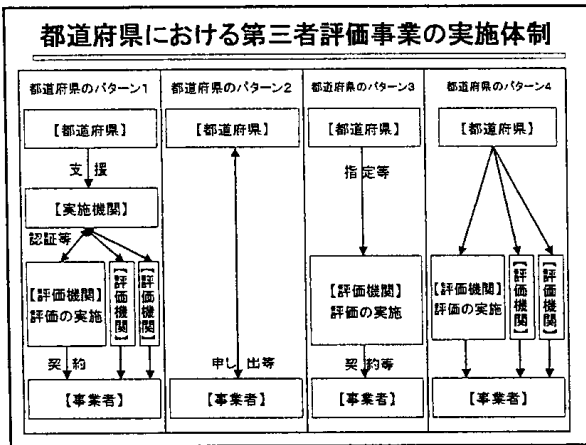 都道府県における第三者評価事業の実施体制
都道府県のパターン1
【都道府県】
支援
【実施機関】
認証等
【評価機関】
評価の実施
【評価機関】
【評価機関】
契約
【事業者】
都道府県のパターン2
【都道府県】
申し出等
【事業者】
都道府県のパターン3
【都道府県】
指定等
【評価機関】
評価の実施
契約等
【事業者】
都道府県のパターン4
【都道府県】
【評価機関】
評価の実施
【評価機関】
【評価機関】
【事業者】